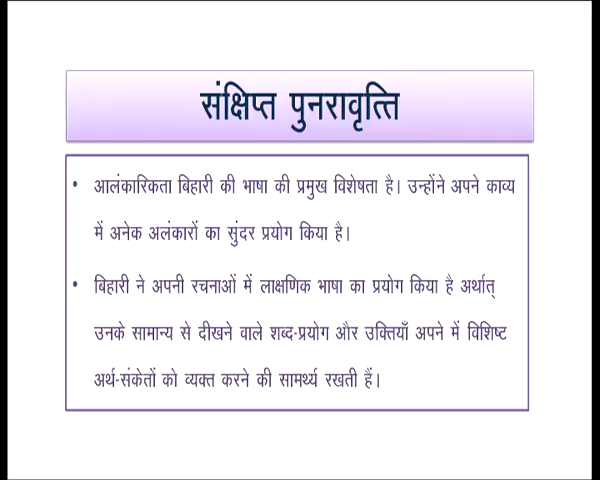 संक्षिप्त पुनरावृत्ति
• आलंकारिकता बिहारी की भाषा की प्रमुख विशेषता है। उन्होंने अपने काव्य
में अनेक अलंकारों का सुंदर प्रयोग किया है।
• बिहारी ने अपनी रचनाओं में लाक्षणिक भाषा का प्रयोग किया है अर्थात्
उनके सामान्य से दीखने वाले शब्द-प्रयोग और उक्तियाँ अपने में विशिष्ट
अर्थ-संकेतों को व्यक्त करने की सामर्थ्य रखती हैं।